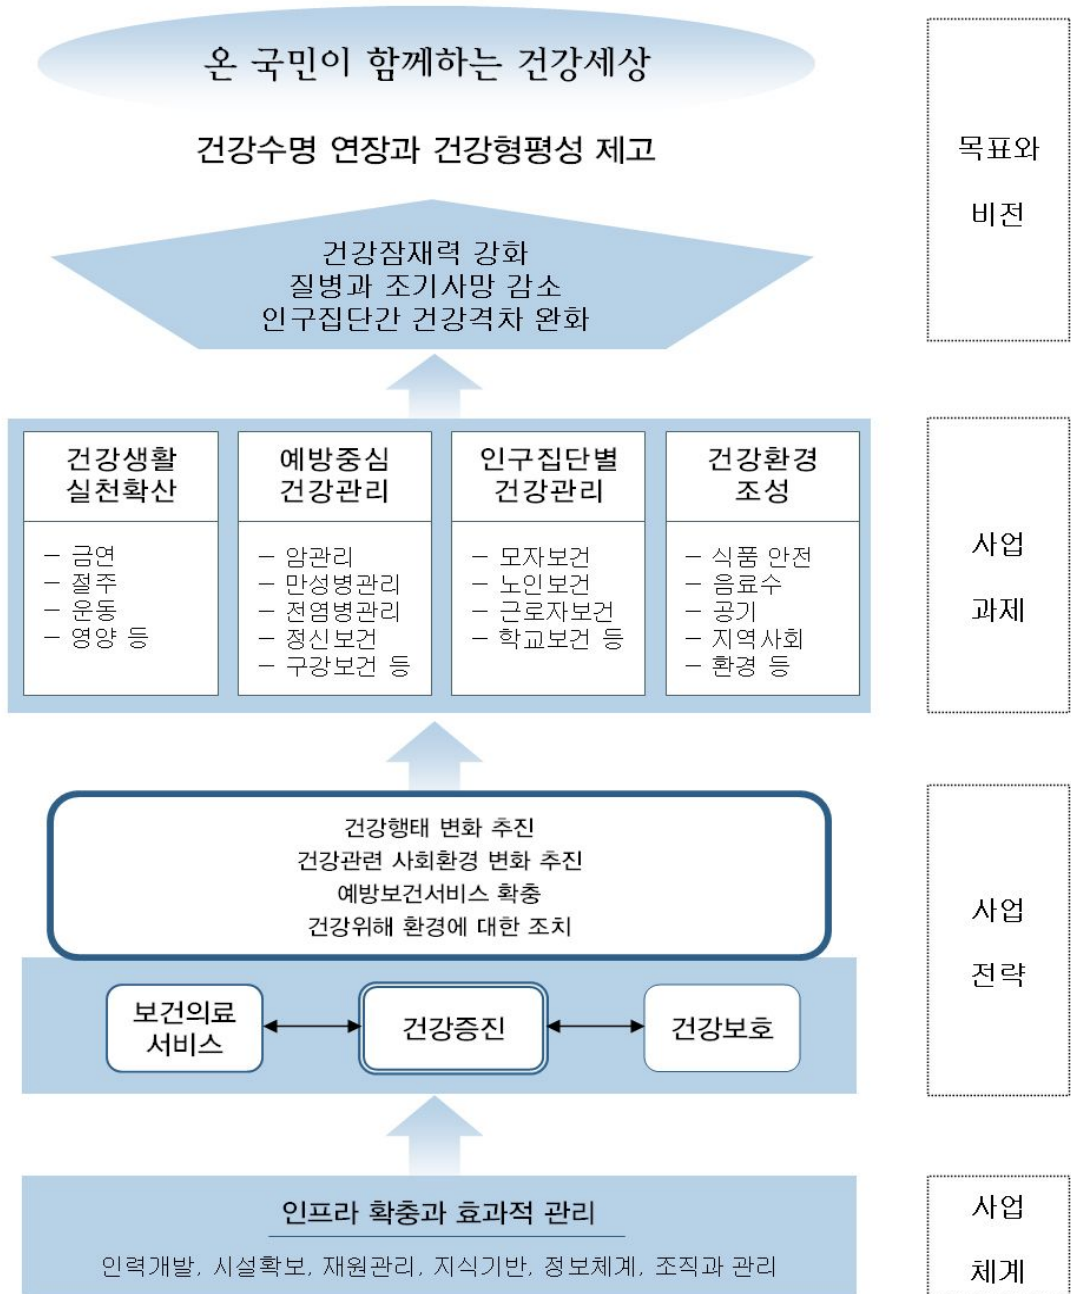 온 국민이 함께하는 건강세상
건강수명 연장과 건강형평성 제고
건강잠재력 강화
질병과 조기사망 감소
인구집단간 건강격차 완화
목표와
비전
건강생활
실천확산
– 금연
– 절주
– 운동
– 영양 등
예방중심
건강관리
– 암관리
– 만성병관리
– 전염병관리
– 정신보건
– 구강보건 등
인구집단별
건강관리
– 모자보건
– 노인보건
– 근로자보건
– 학교보건 등
건강환경
조성
– 식품 안전
– 음료수
– 공기
– 지역사회
– 환경 등
사업
과제
건강행태 변화 추진
건강관련 사회환경 변화 추진
예방보건서비스 확충
건강위해 환경에 대한 조치
보건의료
서비스
건강증진
건강보호
사업
전략
인프라 확충과 효과적 관리
인력개발, 시설확보, 재원관리, 지식기반, 정보체계, 조직과 관리
사업
체계